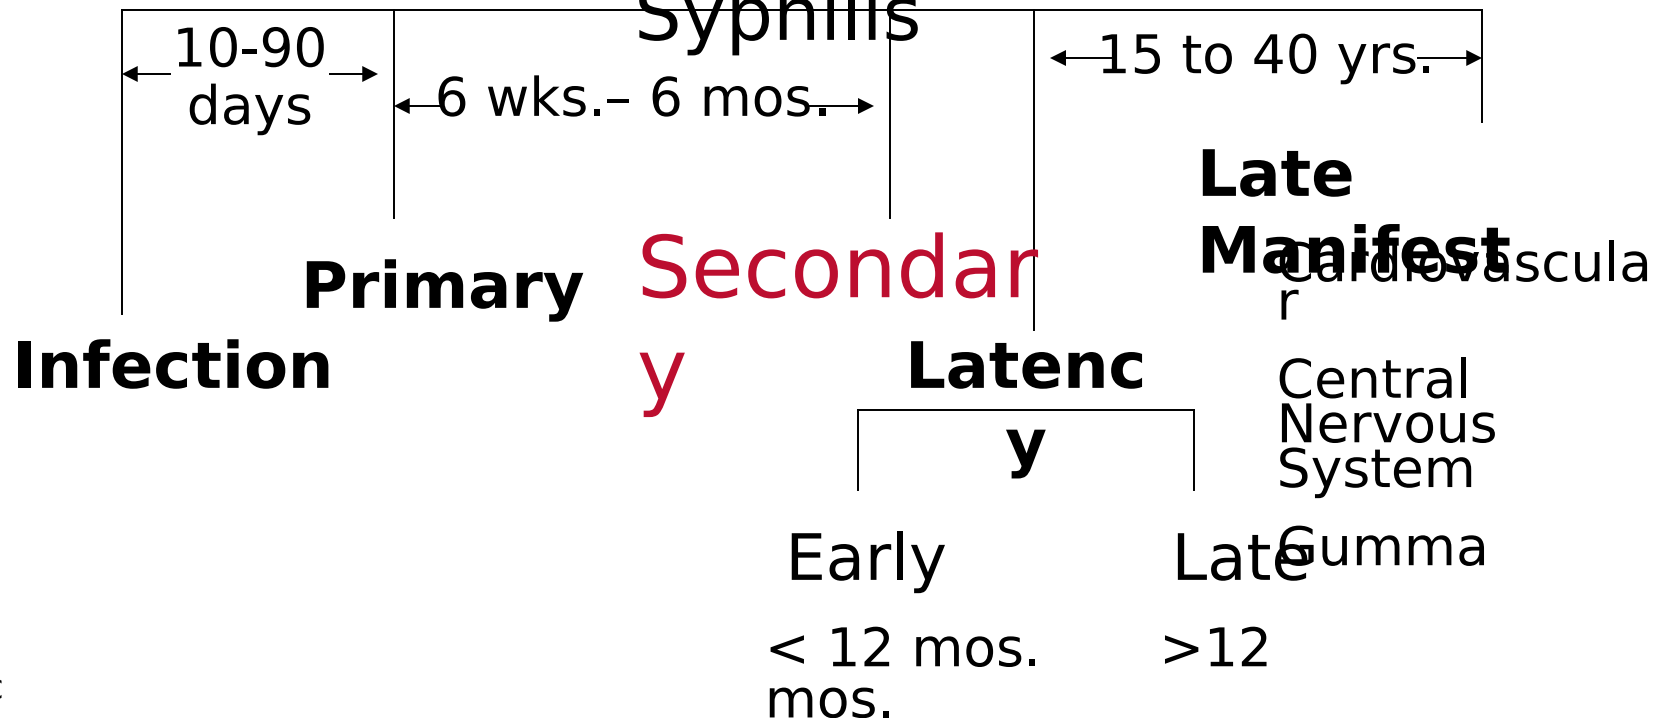 Syphilis
10-90
days
6 wks.– 6 mos.
15 to 40 yrs.
Late
Manifest
Cardiovascula
r
Primary
Secondar
y
Infection
Latenc
y
Central
Nervous
System
Gumma
Early
Late
< 12 mos.
>12
mos.